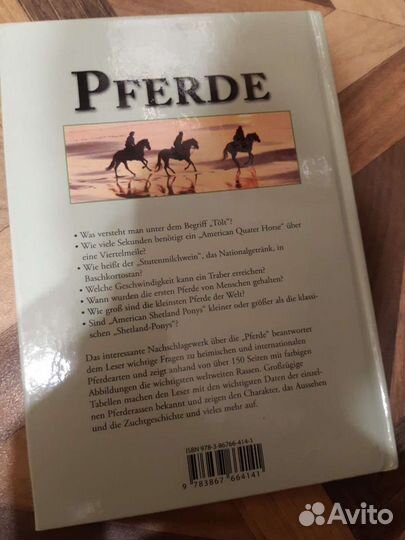 PFERDE
• Was versteht man unter dem Begriff „Tölt“?
• Wie viele Sekunden benötigt ein „American Quater Horse“ über
eine Viertelmeile?
• Wie heißt der „Stutenmilchwein“, das Nationalgetränk, in
Baschkortostan?
• Welche Geschwindigkeit kann ein Traber erreichen?
• Wann wurden die ersten Pferde von Menschen gehalten?
• Wie groß sind die kleinsten Pferde der Welt?
• Sind „American Shetland Ponys“ kleiner oder größer als die klassi-
schen „Shetland-Ponys“?
Das interessante Nachschlagewerk über die „Pferde“ beantwortet
dem Leser wichtige Fragen zu heimischen und internationalen
Pferdearten und zeigt anhand von über 150 Seiten mit farbigen
Abbildungen die wichtigsten weltweiten Rassen. Großzügige
Tabellen machen den Leser mit den wichtigsten Daten der einzel-
nen Pferderassen bekannt und zeigen den Charakter, das Aussehen
und die Zuchtgeschichte und vieles mehr auf.
ISBN 978-3-86766-414-1
9 783867 664141
Avito